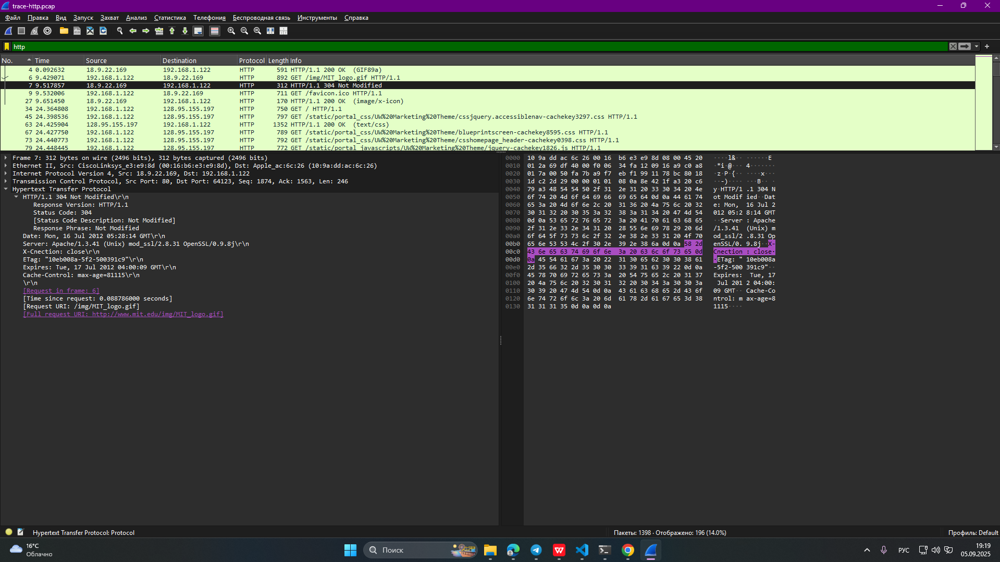 trace-http.pcap
Файл Правка Вид Запуск Захват Анализ Статистика Телефония Беспроводная связь Инструменты Справка
http
No. Time Source Destination Protocol Length Info
4 0.092632 18.9.22.169 192.168.1.122 HTTP 591 HTTP/1.1 200 OK (GIF89a)
6 9.429071 192.168.1.122 18.9.22.169 HTTP 892 GET /img/MIT_logo.gif HTTP/1.1
7 9.517857 18.9.22.169 192.168.1.122 HTTP 312 HTTP/1.1 304 Not Modified
9 9.532006 192.168.1.122 18.9.22.169 HTTP 711 GET /favicon.ico HTTP/1.1
27 9.651450 18.9.22.169 192.168.1.122 HTTP 170 HTTP/1.1 200 OK (image/x-icon)
34 24.364808 192.168.1.122 128.95.155.197 HTTP 750 GET / HTTP/1.1
45 24.398536 192.168.1.122 128.95.155.197 HTTP 797 GET /static/portal_css/UW%20Marketing%20Theme/cssjquery.accessiblenav-cachekey3297.css HTTP/1.1
63 24.425904 128.95.155.197 192.168.1.122 HTTP 1352 HTTP/1.1 200 OK (text/css)
67 24.427750 192.168.1.122 128.95.155.197 HTTP 789 GET /static/portal_css/UW%20Marketing%20Theme/blueprintscreen-cachekey8595.css HTTP/1.1
73 24.440773 192.168.1.122 128.95.155.197 HTTP 792 GET /static/portal_css/UW%20Marketing%20Theme/csshomepage_header-cachekey0398.css HTTP/1.1
79 24.448445 192.168.1.122 128.95.155.197 HTTP 772 GET /static/portal_javascripts/UW%20Marketing%20Theme/jquery-cachekey1826.js HTTP/1.1
Frame 7: 312 bytes on wire (2496 bits), 312 bytes captured (2496 bits)
Ethernet II, Src: CiscoLinksys_e3:e9:8d (00:16:b6:e3:e9:8d), Dst: Apple_ac:6c:26 (10:9a:dd:ac:6c:26)
Internet Protocol Version 4, Src: 18.9.22.169, Dst: 192.168.1.122
Transmission Control Protocol, Src Port: 80, Dst Port: 64123, Seq: 1874, Ack: 1563, Len: 246
Hypertext Transfer Protocol
HTTP/1.1 304 Not Modified\r\n
Response Version: HTTP/1.1
Status Code: 304
[Status Code Description: Not Modified]
Response Phrase: Not Modified
Date: Mon, 16 Jul 2012 05:28:14 GMT\r\n
Server: Apache/1.3.41 (Unix) mod_ssl/2.8.31 OpenSSL/0.9.8j\r\n
X-Cnection: close\r\n
ETag: "10eb008a-5f2-500391c9"\r\n
Expires: Tue, 17 Jul 2012 04:00:09 GMT\r\n
Cache-Control: max-age=81115\r\n
\r\n
[Request in frame: 6]
[Time since request: 0.088786000 seconds]
[Request URI: /img/MIT_logo.gif]
[Full request URI: http://www.mit.edu/img/MIT_logo.gif]
0000 10 9a dd ac 6c 26 00 16 b6 e3 e9 8d 08 00 45 20 ····l&·· ······E
0010 01 2a 69 df 40 00 f0 06 34 fa 12 09 16 a9 c0 a8 ·*i·@··· 4·······
0020 01 7a 00 50 fa 7b a9 f7 eb f1 99 11 78 bc 80 18 ·z·P·{·· ····x···
0030 1d c2 2d 29 00 00 01 01 08 0a 8e 42 1f a3 20 c6 ··-)···· ···B·· ·
0040 79 a3 48 54 54 50 2f 31 2e 31 20 33 30 34 20 4e y·HTTP/1 .1 304 N
0050 6f 74 20 4d 6f 64 69 66 69 65 64 0d 0a 44 61 74 ot Modif ied··Dat
0060 65 3a 20 4d 6f 6e 2c 20 31 36 20 4a 75 6c 20 32 e: Mon, 16 Jul 2
0070 30 31 32 20 30 35 3a 32 38 3a 31 34 20 47 4d 54 012 05:2 8:14 GMT
0080 0d 0a 53 65 72 76 65 72 3a 20 41 70 61 63 68 65 ··Server : Apache
0090 2f 31 2e 33 2e 34 31 20 28 55 6e 69 78 29 20 6d /1.3.41 (Unix) m
00a0 6f 64 5f 73 73 6c 2f 32 2e 38 2e 33 31 20 4f 70 od_ssl/2 .8.31 Op
00b0 65 6e 53 53 4c 2f 30 2e 39 2e 38 6a 0d 0a 58 2d enSSL/0. 9.8j··X-
00c0 43 6e 65 63 74 69 6f 6e 3a 20 63 6c 6f 73 65 0d Cnection : close·
00d0 0a 45 54 61 67 3a 20 22 31 30 65 62 30 30 38 61 ·ETag: " 10eb008a
00e0 2d 35 66 32 2d 35 30 30 33 39 31 63 39 22 0d 0a -5f2-500 391c9"··
00f0 45 78 70 69 72 65 73 3a 20 54 75 65 2c 20 31 37 Expires: Tue, 17
0100 20 4a 75 6c 20 32 30 31 32 20 30 34 3a 30 30 3a Jul 201 2 04:00:
0110 30 39 20 47 4d 54 0d 0a 43 61 63 68 65 2d 43 6f 09 GMT·· Cache-Co
0120 6e 74 72 6f 6c 3a 20 6d 61 78 2d 61 67 65 3d 38 ntrol: m ax-age=8
0130 31 31 31 35 0d 0a 0d 0a 1115····
Hypertext Transfer Protocol: Protocol
Пакеты: 1398 · Отображено: 196 (14.0%)
Профиль: Default
16°C
Облачно
Поиск
РУС
19:19
05.09.2025